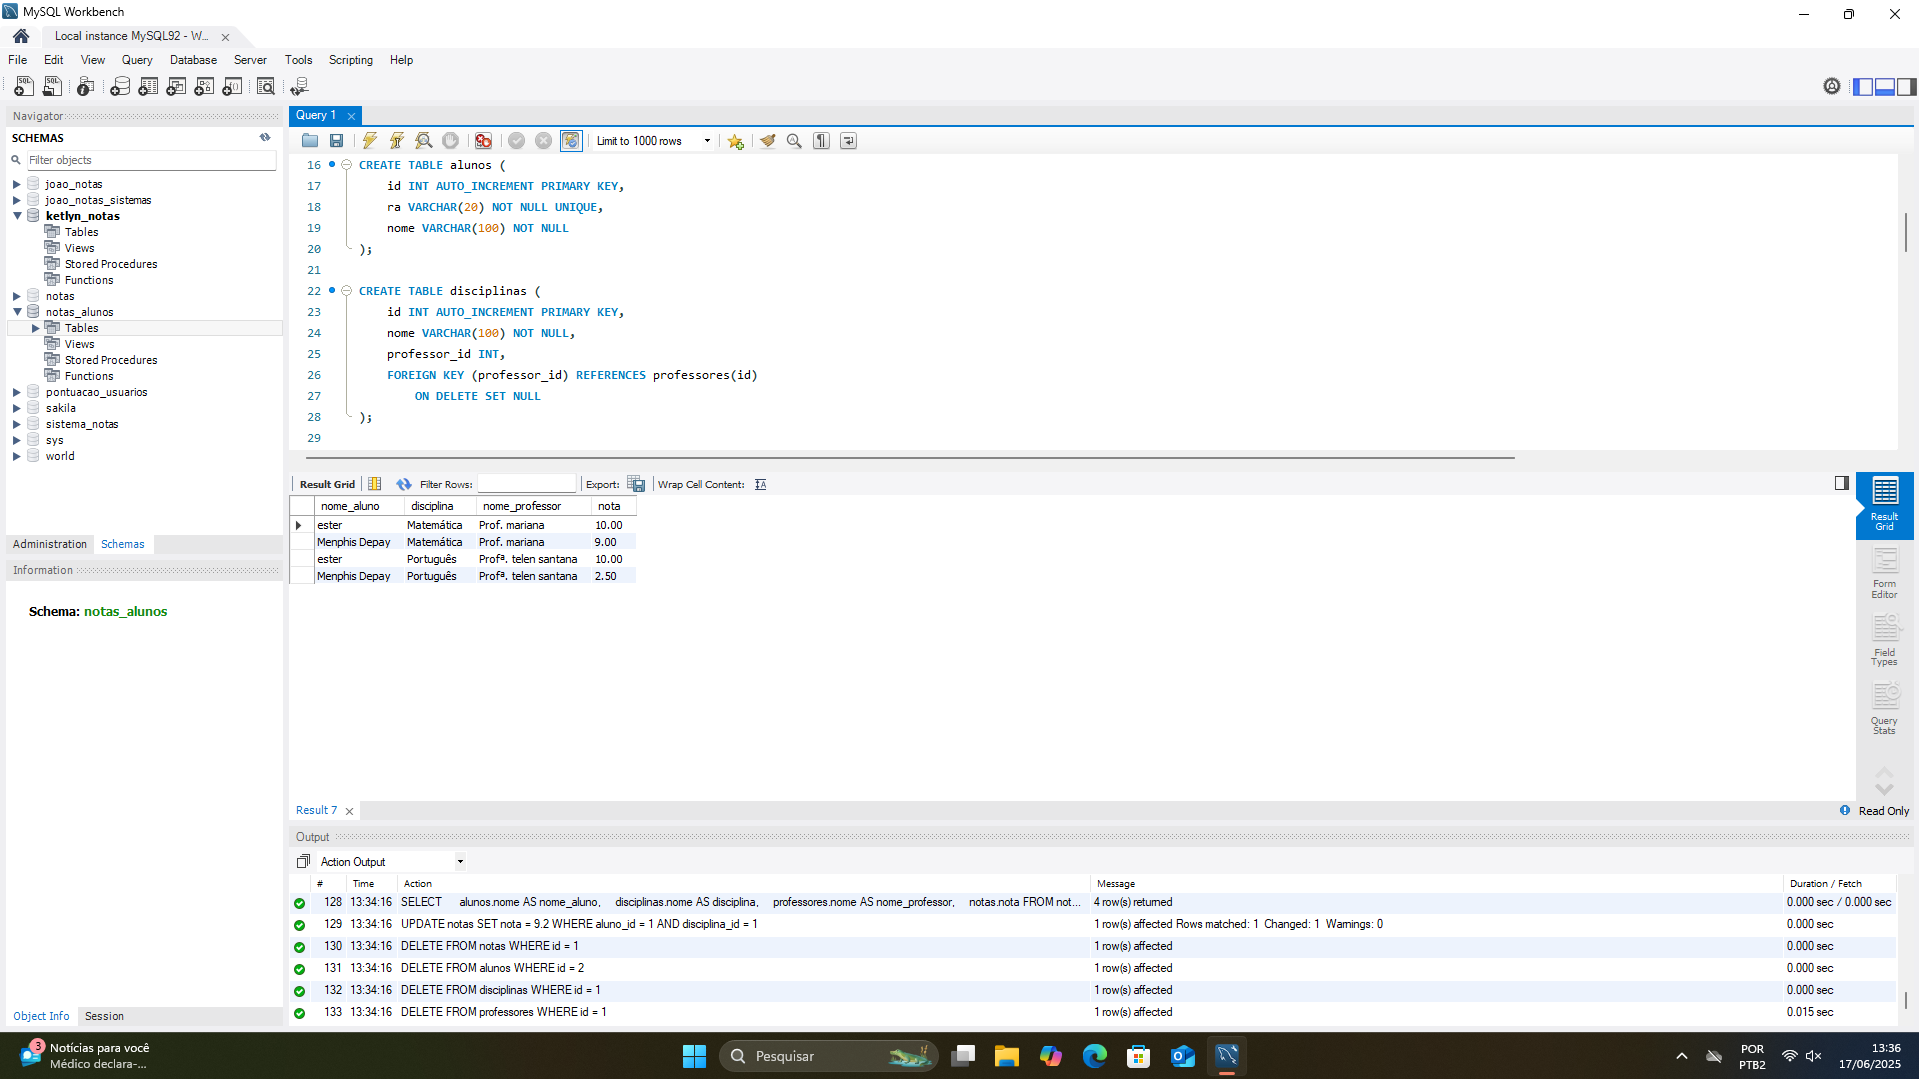 MySQL Workbench
Local instance MySQL92 - W...
File Edit View Query Database Server Tools Scripting Help
Navigator
SCHEMAS
Filter objects
joao_notas
joao_notas_sistemas
ketlyn_notas
Tables
Views
Stored Procedures
Functions
notas
notas_alunos
Tables
Views
Stored Procedures
Functions
pontuacao_usuarios
sakila
sistema_notas
sys
world
Administration Schemas
Information
Schema: notas_alunos
Object Info Session
Query 1
Limit to 1000 rows
16 CREATE TABLE alunos (
17 id INT AUTO_INCREMENT PRIMARY KEY,
18 ra VARCHAR(20) NOT NULL UNIQUE,
19 nome VARCHAR(100) NOT NULL
20 );
21
22 CREATE TABLE disciplinas (
23 id INT AUTO_INCREMENT PRIMARY KEY,
24 nome VARCHAR(100) NOT NULL,
25 professor_id INT,
26 FOREIGN KEY (professor_id) REFERENCES professores(id)
27 ON DELETE SET NULL
28 );
29
Result Grid Filter Rows: Export: Wrap Cell Content:
nome_aluno disciplina nome_professor nota
ester Matemática Prof. mariana 10.00
Menphis Depay Matemática Prof. mariana 9.00
ester Português Profª. telen santana 10.00
Menphis Depay Português Profª. telen santana 2.50
Result Grid
Form Editor
Field Types
Query Stats
Result 7
Read Only
Output
Action Output
# Time Action Message Duration / Fetch
128 13:34:16 SELECT alunos.nome AS nome_aluno, disciplinas.nome AS disciplina, professores.nome AS nome_professor, notas.nota FROM not... 4 row(s) returned 0.000 sec / 0.000 sec
129 13:34:16 UPDATE notas SET nota = 9.2 WHERE aluno_id = 1 AND disciplina_id = 1 1 row(s) affected Rows matched: 1 Changed: 1 Warnings: 0 0.000 sec
130 13:34:16 DELETE FROM notas WHERE id = 1 1 row(s) affected 0.000 sec
131 13:34:16 DELETE FROM alunos WHERE id = 2 1 row(s) affected 0.000 sec
132 13:34:16 DELETE FROM disciplinas WHERE id = 1 1 row(s) affected 0.000 sec
133 13:34:16 DELETE FROM professores WHERE id = 1 1 row(s) affected 0.015 sec
3
Notícias para você
Médico declara-...
Pesquisar
POR
PTB2
13:36
17/06/2025